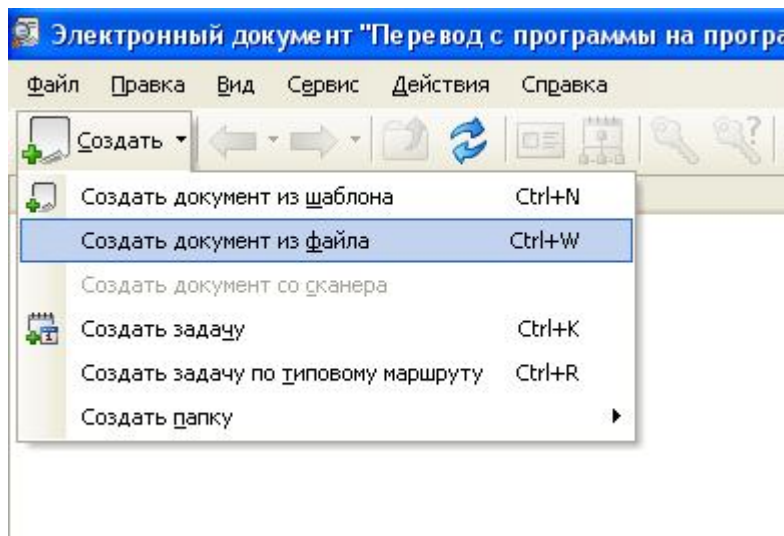 Электронный документ "Перевод с программы на
Файл Правка Вид Сервис Действия Справка
Создать
Создать документ из шаблона Ctrl+N
Создать документ из файла Ctrl+W
Создать документ со сканера
Создать задачу Ctrl+K
Создать задачу по типовому маршруту Ctrl+R
Создать папку